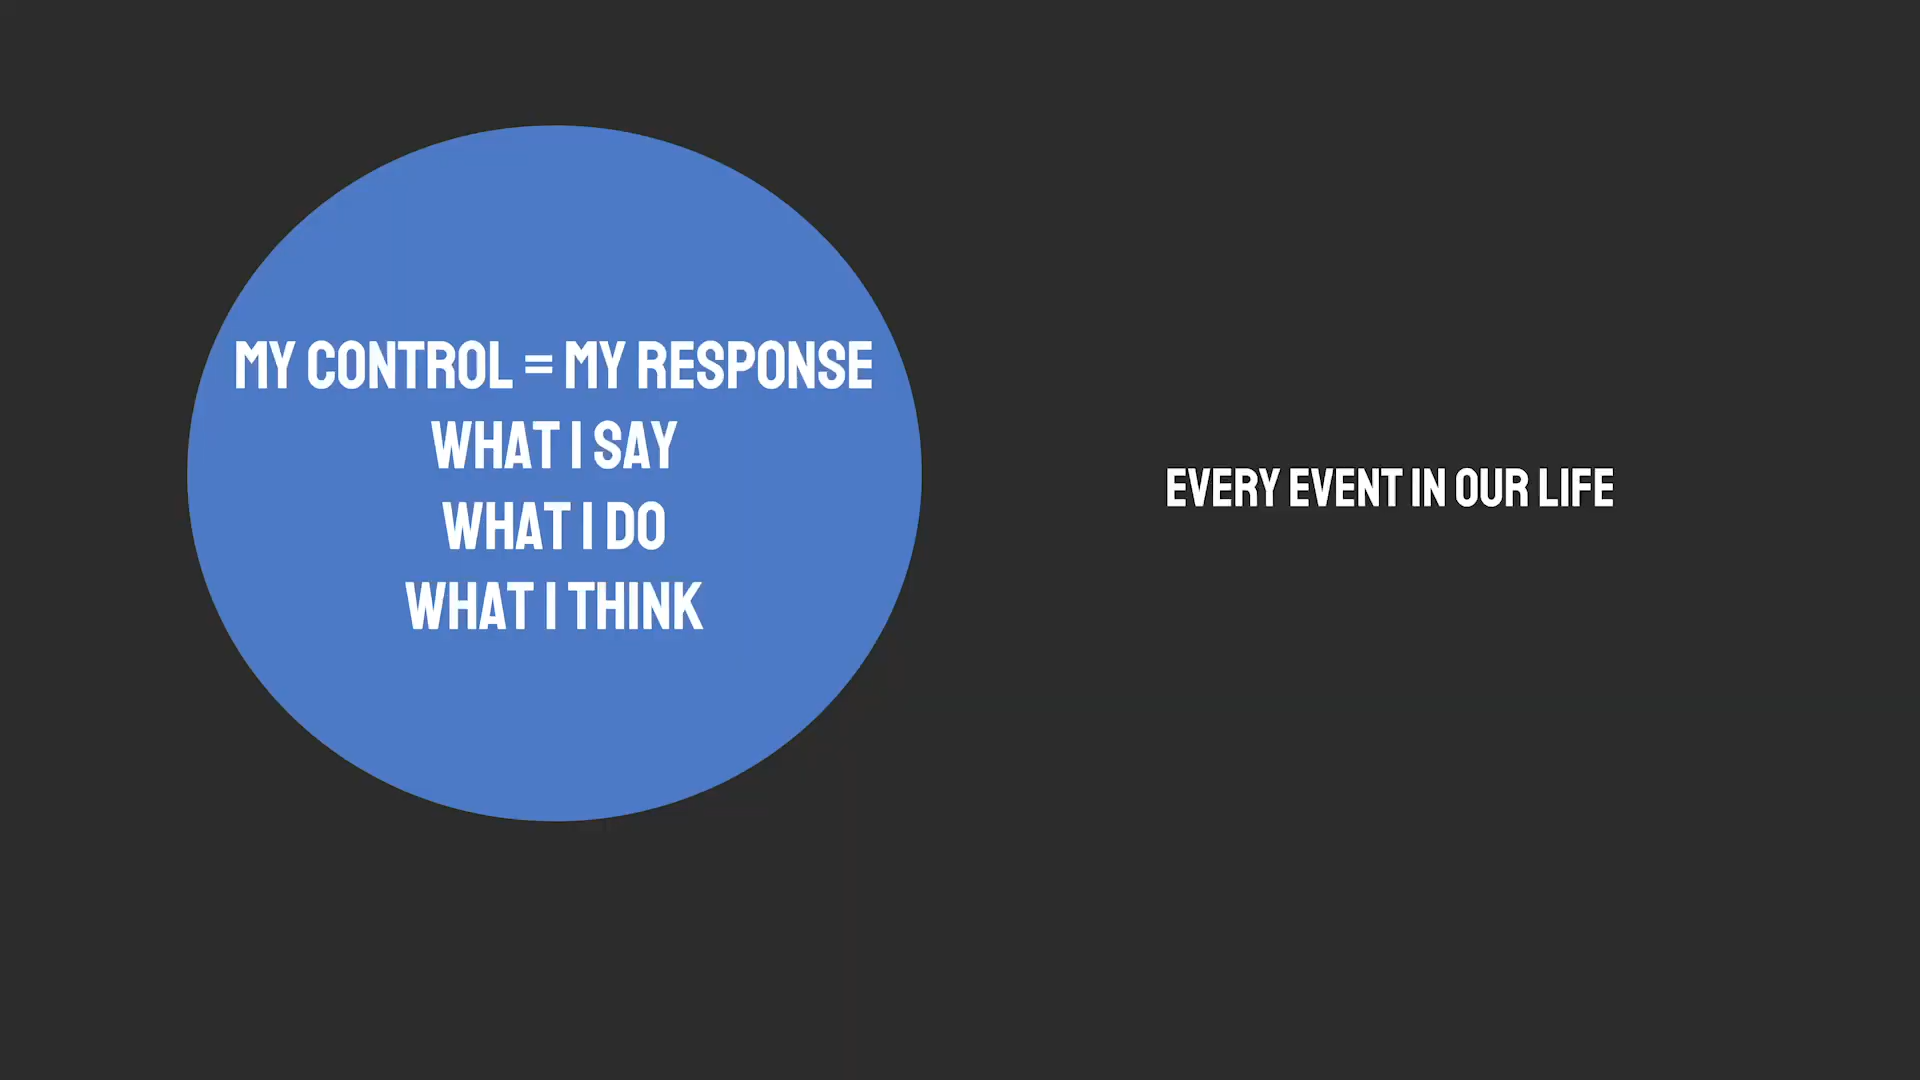 MY CONTROL = MY RESPONSE
WHAT I SAY
WHAT I DO
WHAT I THINK
EVERY EVENT IN OUR LIFE